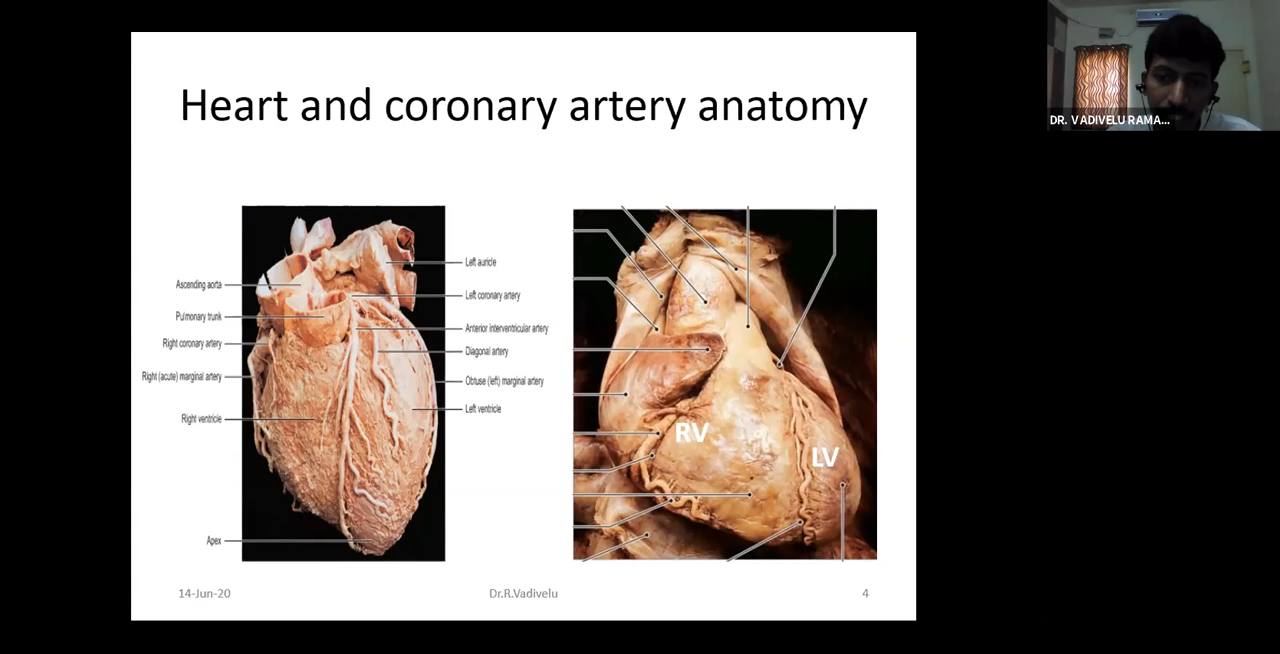 Heart and coronary artery anatomy
Ascending aorta
Pulmonary trunk
Right coronary artery
Right (acute) marginal artery
Right ventricle
Apex
Left auricle
Left coronary artery
Anterior interventricular artery
Diagonal artery
Obtuse (left) marginal artery
Left ventricle
RV
LV
14-Jun-20
Dr.R.Vadivelu
4
DR. VADIVELU RAMA...